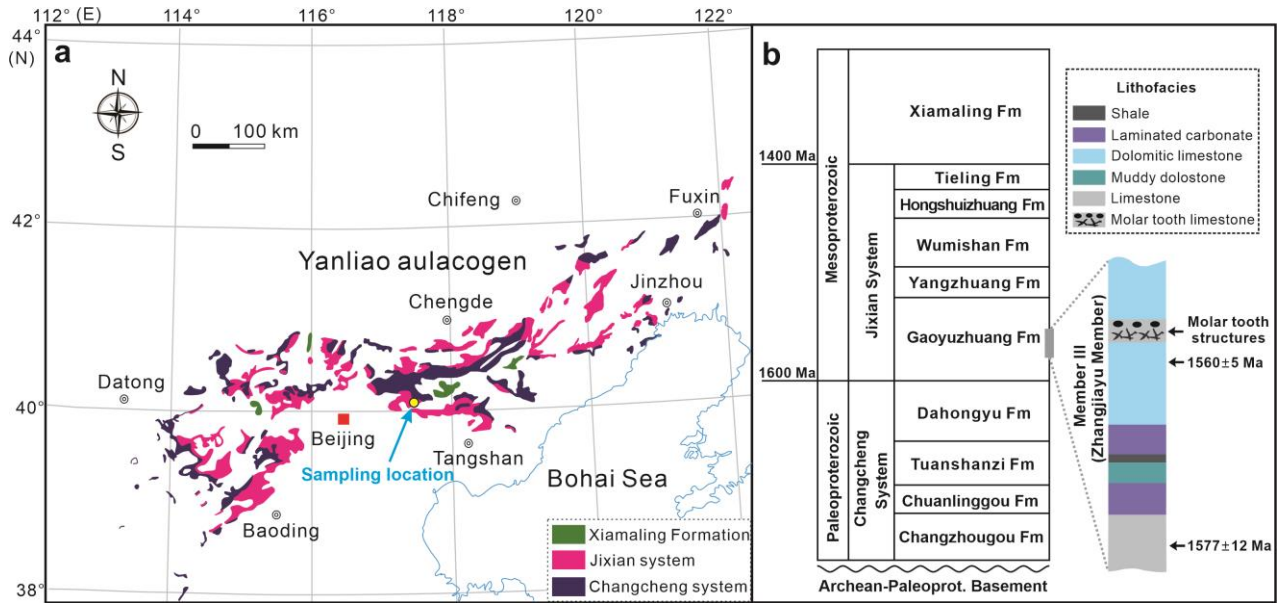 112° (E)
114°
116°
118°
120°
122°
44°
(N)
a
N
S
0 100 km
Chifeng
Fuxin
42°
Yanliao aulacogen
Chengde
Jinzhou
Datong
40°
Beijing
Sampling location
Tangshan
Bohai Sea
Baoding
38°
Xiamaling Formation
Jixian system
Changcheng system
b
Xiamaling Fm
1400 Ma
Mesoproterozoic
Jixian System
Tieling Fm
Hongshuizhuang Fm
Wumishan Fm
Yangzhuang Fm
Gaoyuzhuang Fm
1600 Ma
Paleoproterozoic
Changcheng
System
Dahongyu Fm
Tuanshanzi Fm
Chuanlinggou Fm
Changzhougou Fm
Archean-Paleoprot. Basement
Lithofacies
Shale
Laminated carbonate
Dolomitic limestone
Muddy dolostone
Limestone
Molar tooth limestone
Member III
(Zhangjiayu Member)
Molar tooth
structures
1560±5 Ma
1577±12 Ma